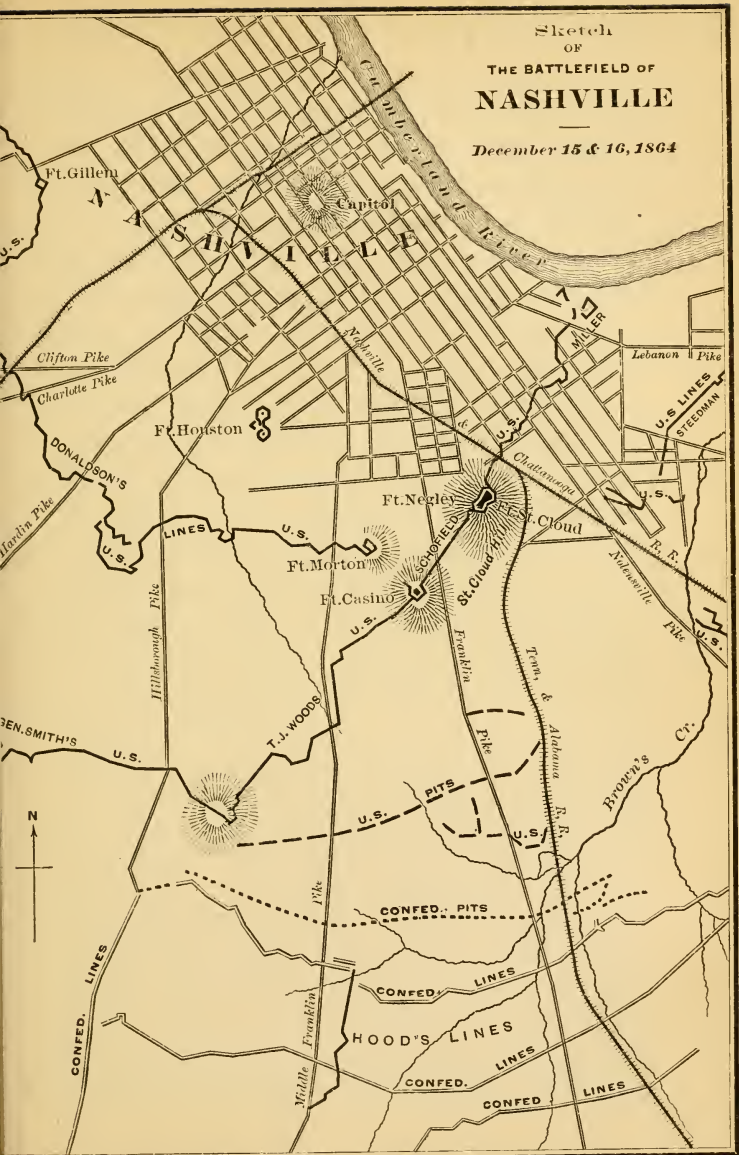 Sketch
OF
THE BATTLEFIELD OF
NASHVILLE
December 15 & 16, 1864
Cumberland River
Ft. Gillem
NASHVILLE
Capitol
U.S.
Clifton Pike
Charlotte Pike
Nashville & Chattanooga R. R.
MILLER
Lebanon Pike
U.S LINES
STEEDMAN
DONALDSON'S
Ft. Houston
U.S.
Hardin Pike
LINES
U.S.
U.S.
Ft. Negley
Ft. St. Cloud
U.S.
Ft. Morton
SCHOFIELD
St. Cloud Hill
Ft. Casino
U.S.
Nolensville Pike
U.S.
Hillsborough Pike
Franklin Pike
Tenn. & Alabama R. R.
T.J. WOODS
GEN. SMITH'S
U.S.
Brown's Cr.
U.S. PITS
U.S.
N
CONFED. PITS
CONFED. LINES
CONFED. LINES
HOOD'S LINES
Middle Franklin Pike
CONFED. LINES
CONFED LINES